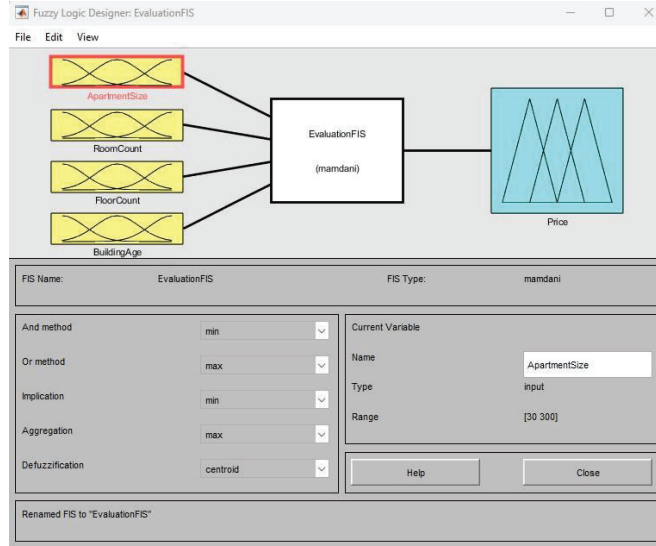 Fuzzy Logic Designer: EvaluationFIS
File Edit View
ApartmentSize
RoomCount
FloorCount
BuildingAge
EvaluationFIS
(mamdani)
Price
FIS Name: EvaluationFIS FIS Type: mamdani
And method min
Or method max
Implication min
Aggregation max
Defuzzification centroid
Current Variable
Name ApartmentSize
Type input
Range [30 300]
Help Close
Renamed FIS to "EvaluationFIS"